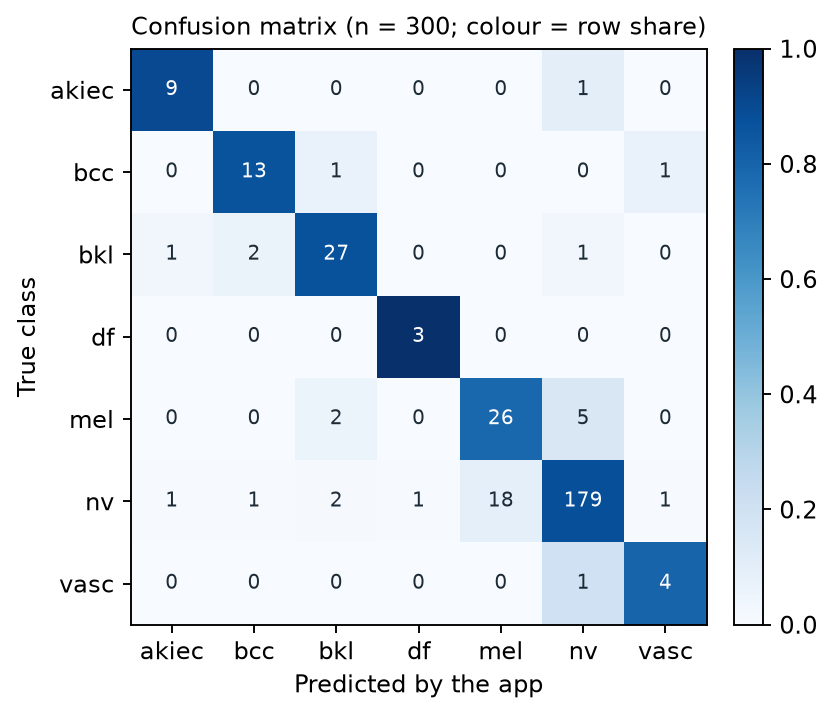 Confusion matrix (n = 300; colour = row share)
akiec 9 0 0 0 0 1 0
bcc 0 13 1 0 0 0 1
bkl 1 2 27 0 0 1 0
df 0 0 0 3 0 0 0
mel 0 0 2 0 26 5 0
nv 1 1 2 1 18 179 1
vasc 0 0 0 0 0 1 4
akiec bcc bkl df mel nv vasc
Predicted by the app
True class
1.0
0.8
0.6
0.4
0.2
0.0